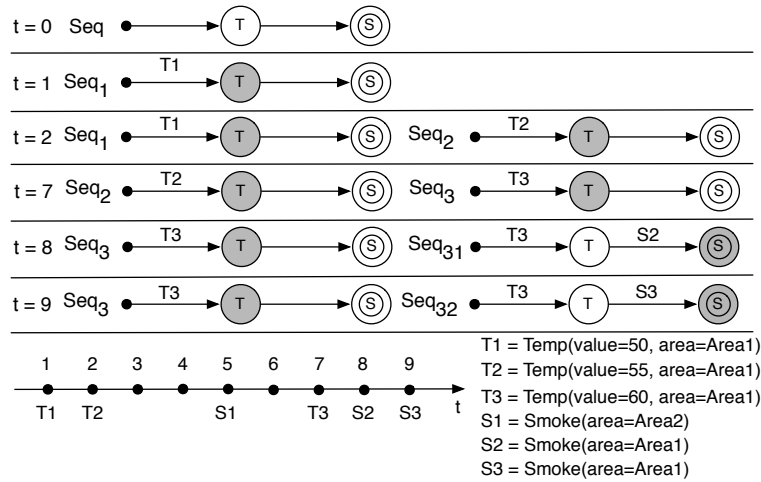 t = 0 Seq T S
t = 1 Seq1 T1 T S
t = 2 Seq1 T1 T S Seq2 T2 T S
t = 7 Seq2 T2 T S Seq3 T3 T S
t = 8 Seq3 T3 T S Seq31 T3 T S2 S
t = 9 Seq3 T3 T S Seq32 T3 T S3 S
1 2 3 4 5 6 7 8 9
T1 T2 S1 T3 S2 S3 t
T1 = Temp(value=50, area=Area1)
T2 = Temp(value=55, area=Area1)
T3 = Temp(value=60, area=Area1)
S1 = Smoke(area=Area2)
S2 = Smoke(area=Area1)
S3 = Smoke(area=Area1)